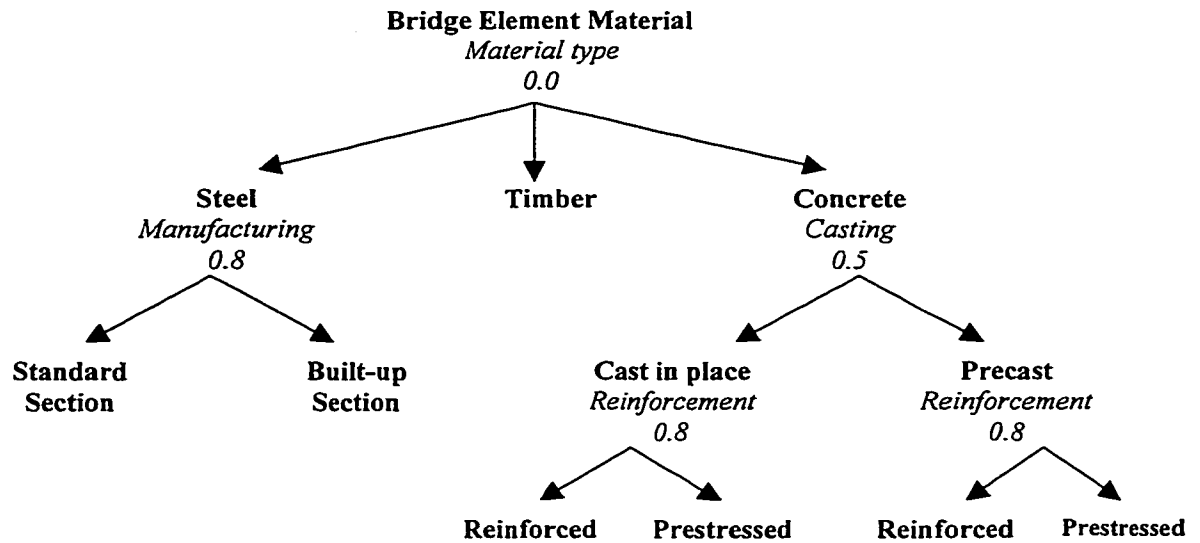 Bridge Element Material
Material type
0.0
Steel
Manufacturing
0.8
Timber
Concrete
Casting
0.5
Standard
Section
Built-up
Section
Cast in place
Reinforcement
0.8
Precast
Reinforcement
0.8
Reinforced
Prestressed
Reinforced
Prestressed